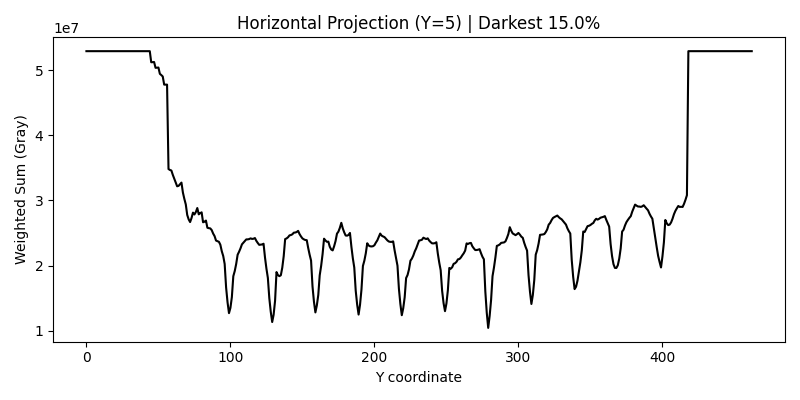 Horizontal Projection (Y=5) | Darkest 15.0%
1e7
5
4
3
2
1
Weighted Sum (Gray)
0 100 200 300 400
Y coordinate